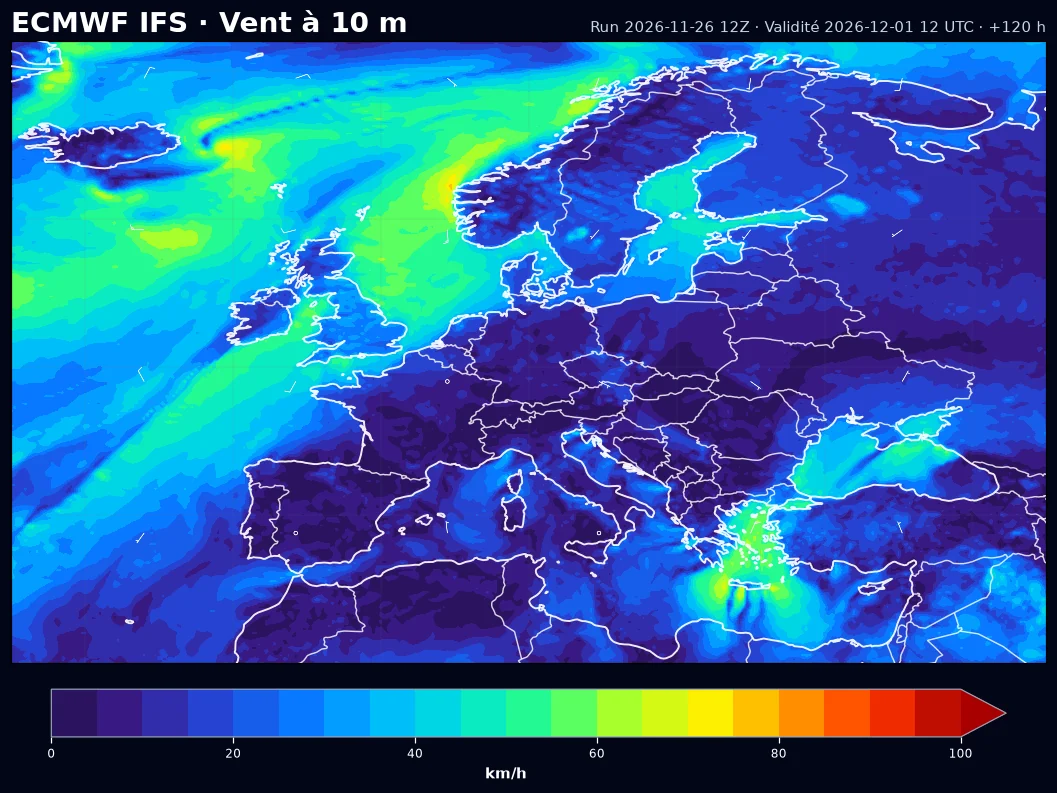 ECMWF IFS · Vent à 10 m
Run 2026-11-26 12Z · Validité 2026-12-01 12 UTC · +120 h
0 20 40 60 80 100
km/h